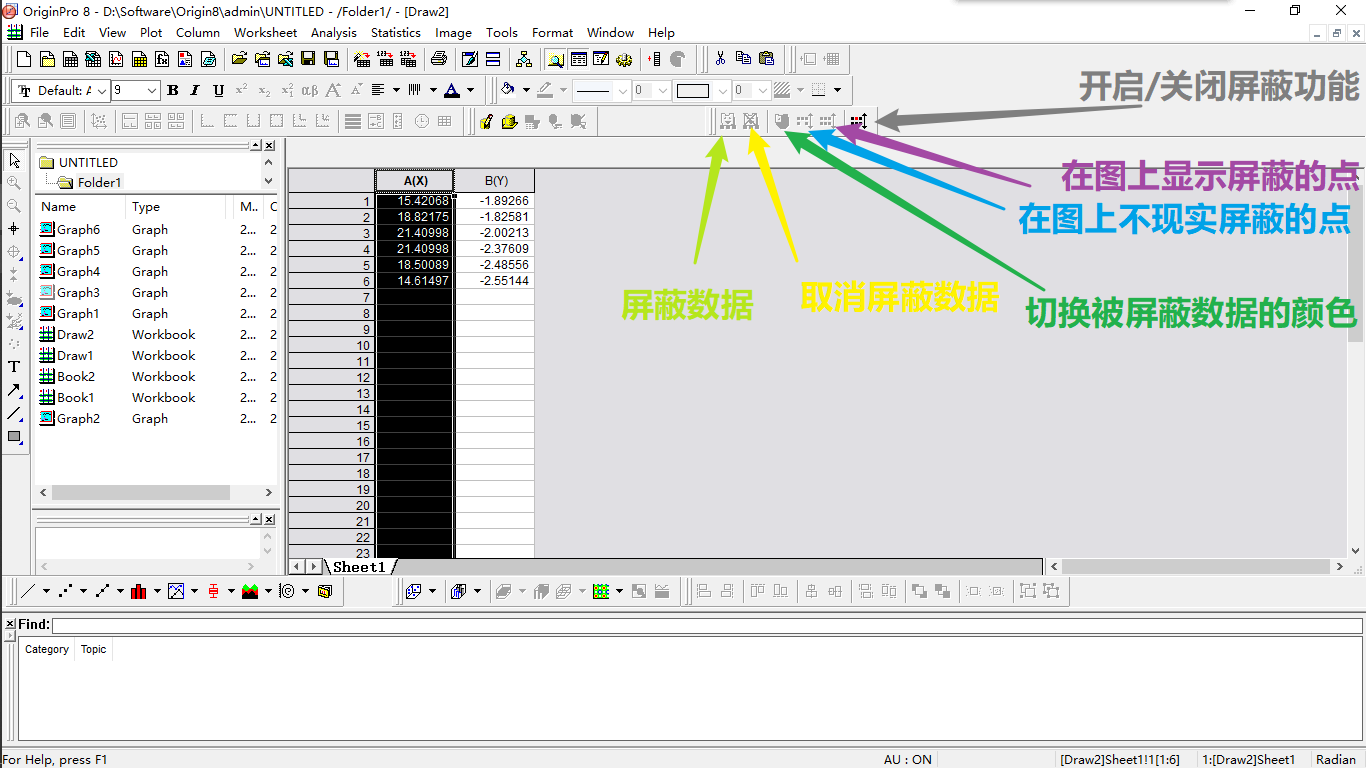 OriginPro 8 - D:\Software\Origin8\admin\UNTITLED - /Folder1/ - [Draw2]
File Edit View Plot Column Worksheet Analysis Statistics Image Tools Format Window Help
Default: A 9 B I U 0 0
开启/关闭屏蔽功能
在图上显示屏蔽的点
在图上不现实屏蔽的点
屏蔽数据
取消屏蔽数据
切换被屏蔽数据的颜色
UNTITLED
Folder1
Name Type M.. C
Graph6 Graph 2... 2
Graph5 Graph 2... 2
Graph4 Graph 2... 2
Graph3 Graph 2... 2
Graph1 Graph 2... 2
Draw2 Workbook 2... 2
Draw1 Workbook 2... 2
Book2 Workbook 2... 2
Book1 Workbook 2... 2
Graph2 Graph 2... 2
A(X) B(Y)
1 15.42068 -1.89266
2 18.82175 -1.82581
3 21.40998 -2.00213
4 21.40998 -2.37609
5 18.50089 -2.48556
6 14.61497 -2.55144
7
8
9
10
11
12
13
14
15
16
17
18
19
20
21
22
23
Sheet1
Find:
Category Topic
For Help, press F1 AU : ON [Draw2]Sheet1!1[1:6] 1:[Draw2]Sheet1 Radian